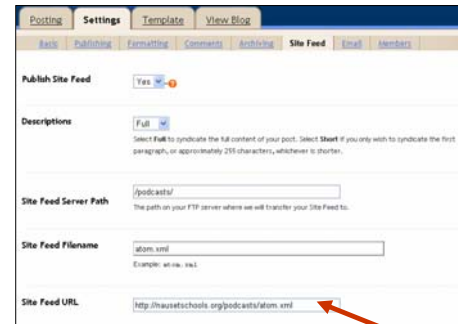 Posting Settings Template View Blog
Basic Publishing Formatting Comments Archiving Site Feed Email Members
Publish Site Feed
Yes
Descriptions
Full
Select Full to syndicate the full content of your post. Select Short if you only wish to syndicate the first
paragraph, or approximately 255 characters, whichever is shorter.
Site Feed Server Path
/podcasts/
The path on your FTP server where we will transfer your Site Feed to.
Site Feed Filename
atom.xml
Example: atom.xml
Site Feed URL
http://nausetschools.org/podcasts/atom.xml